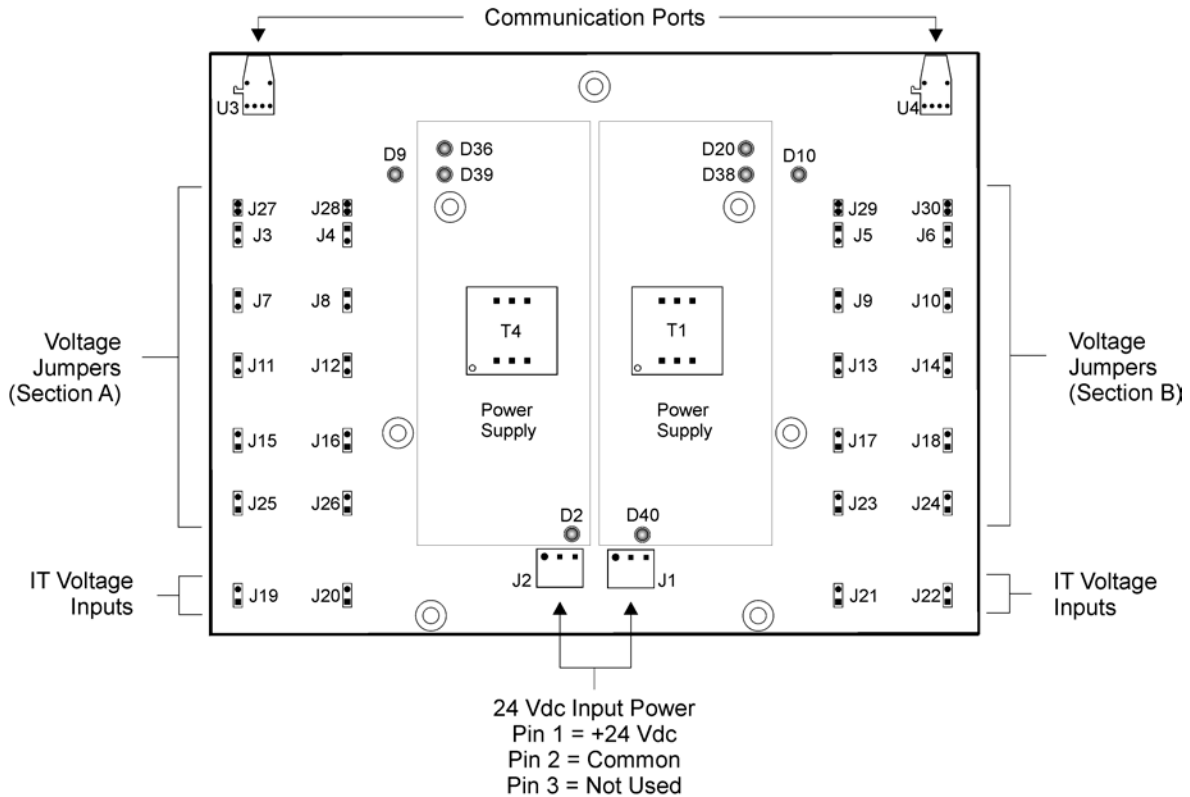 Communication Ports
U3 U4
D9 D36 D20 D10
D39 D38
J27 J28 J29 J30
J3 J4 J5 J6
J7 J8 J9 J10
T4 T1
Voltage
Jumpers
(Section A)
Voltage
Jumpers
(Section B)
J11 J12 J13 J14
Power
Supply
Power
Supply
J15 J16 J17 J18
J25 J26 J23 J24
D2 D40
J2 J1
IT Voltage
Inputs
IT Voltage
Inputs
J19 J20 J21 J22
24 Vdc Input Power
Pin 1 = +24 Vdc
Pin 2 = Common
Pin 3 = Not Used